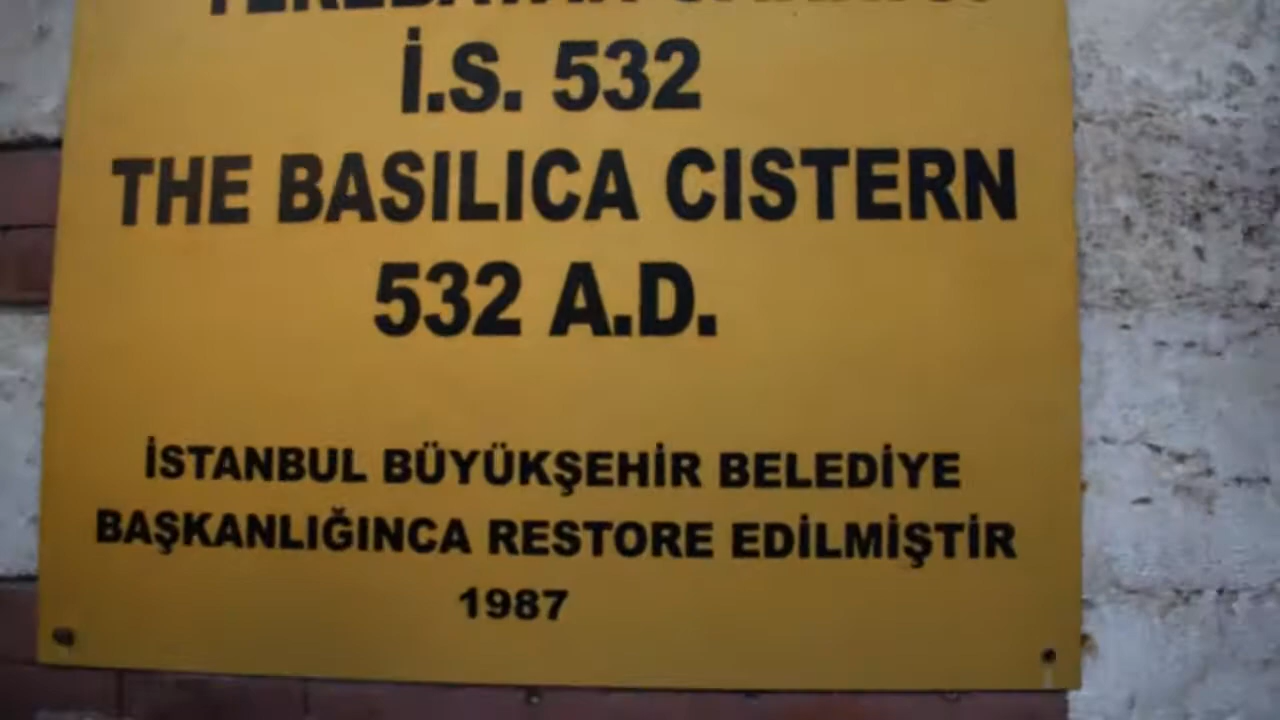 İ.S. 532
THE BASILICA CISTERN
532 A.D.
İSTANBUL BÜYÜKŞEHİR BELEDİYE
BAŞKANLIĞINCA RESTORE EDİLMİŞTİR
1987